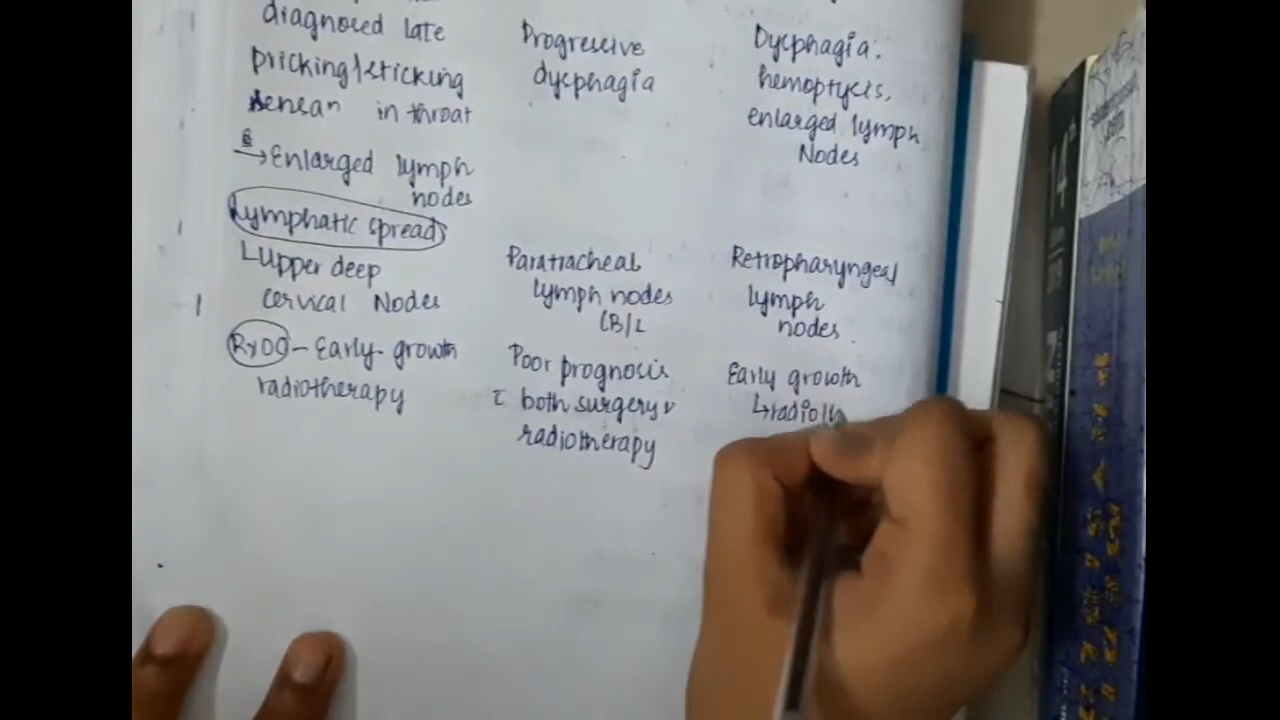 diagnosed late
pricking/sticking
sensan in throat
→ Enlarged lymph
nodes
Lymphatic spread
Upper deep
cervical Nodes
RxOC - Early growth
radiotherapy
Progressive
dysphagia
Paratracheal
lymph nodes
(B/L
Poor prognosis
both surgery
radiotherapy
Dysphagia.
hemoptysis,
enlarged lymph
Nodes
Retropharyngeal
lymph
nodes.
Early growth
14th